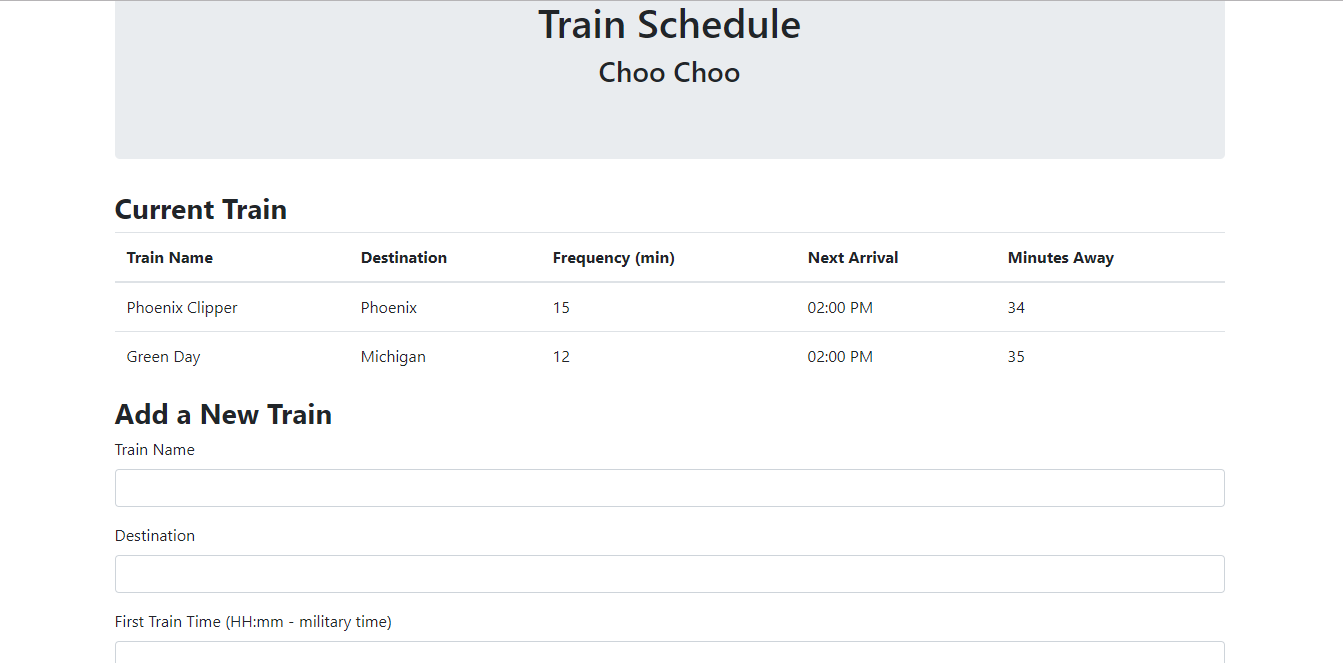 Train Schedule
Choo Choo
Current Train
Train Name Destination Frequency (min) Next Arrival Minutes Away
Phoenix Clipper Phoenix 15 02:00 PM 34
Green Day Michigan 12 02:00 PM 35
Add a New Train
Train Name
Destination
First Train Time (HH:mm - military time)